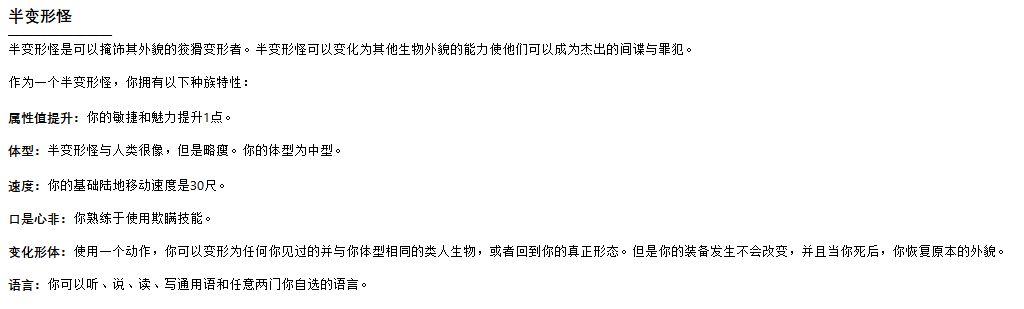 半变形怪
半变形怪是可以掩饰其外貌的狡猾变形者。半变形怪可以变化为其他生物外貌的能力使他们可以成为杰出的间谍与罪犯。
作为一个半变形怪，你拥有以下种族特性：
属性值提升：你的敏捷和魅力提升1点。
体型：半变形怪与人类很像，但是略瘦。你的体型为中型。
速度：你的基础陆地移动速度是30尺。
口是心非：你熟练于使用欺瞒技能。
变化形体：使用一个动作，你可以变形为任何你见过的并与你体型相同的类人生物，或者回到你的真正形态。但是你的装备发生不会改变，并且当你死后，你恢复原本的外貌。
语言：你可以听、说、读、写通用语和任意两门你自选的语言。